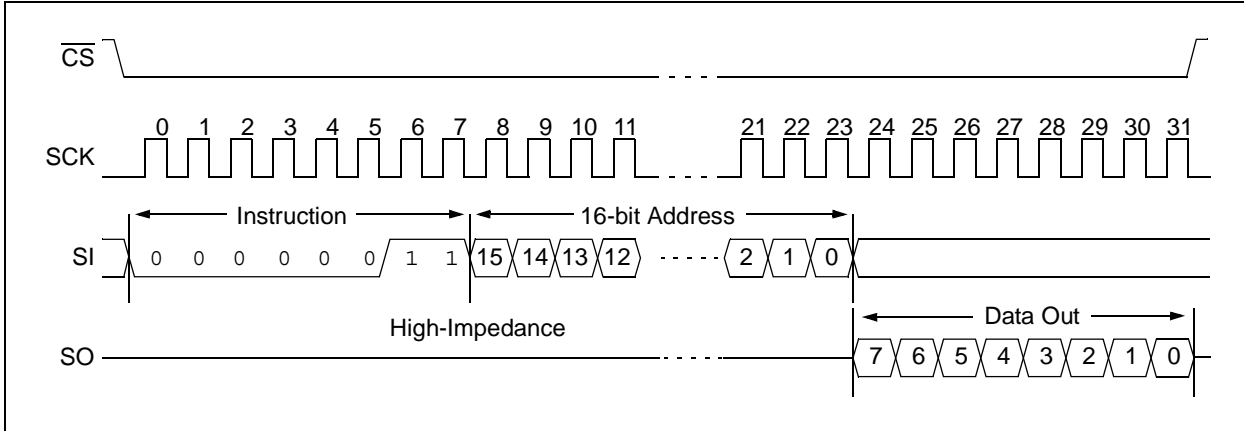 CS
0 1 2 3 4 5 6 7 8 9 10 11 21 22 23 24 25 26 27 28 29 30 31
SCK
Instruction 16-bit Address
SI 0 0 0 0 0 0 1 1 15 14 13 12 2 1 0
High-Impedance Data Out
SO 7 6 5 4 3 2 1 0